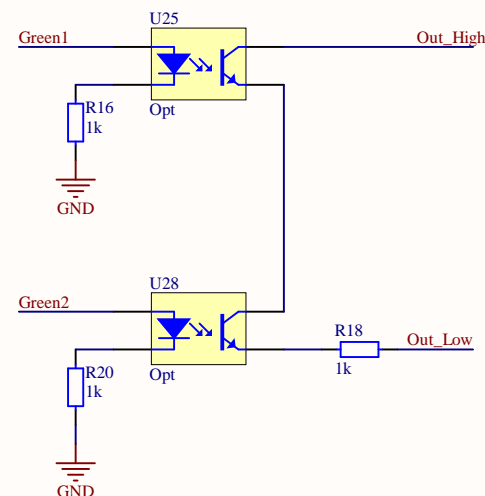 U25
Green1
Out_High
Opt
R16
1k
GND
U28
Green2
R18
Out_Low
1k
Opt
R20
1k
GND